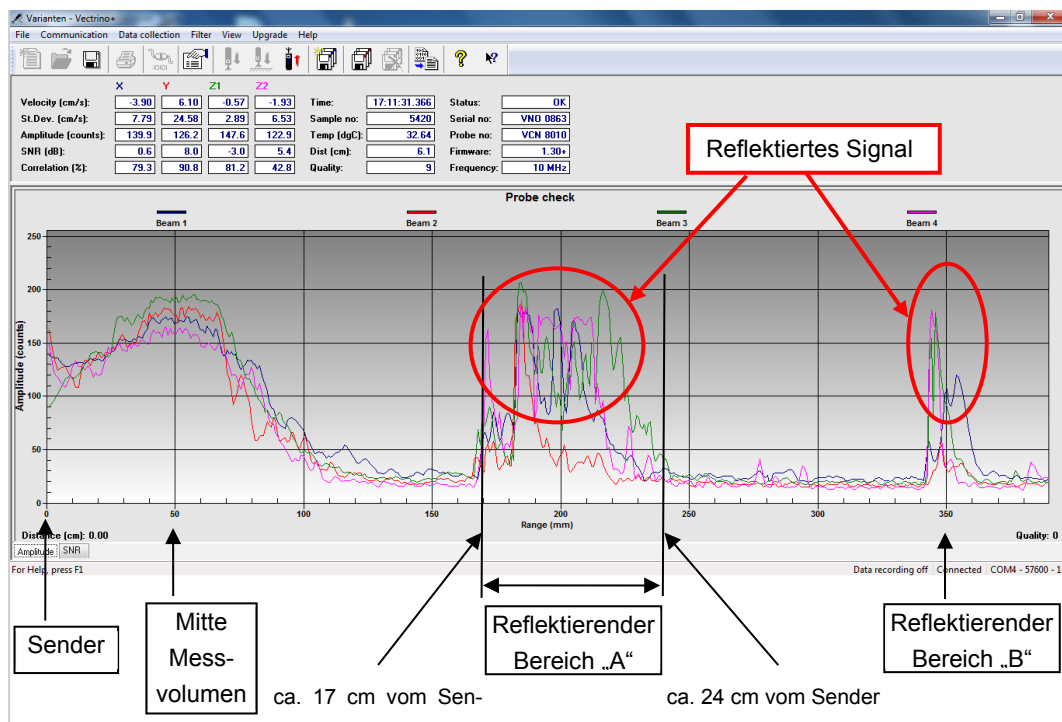 Varianten - Vectrino+
File Communication Data collection Filter View Upgrade Help
X Y Z1 Z2
Velocity (cm/s): -3.90 6.10 -0.57 -1.93 Time: 17:11:31.366 Status: OK
St.Dev. (cm/s): 7.79 24.58 2.89 6.53 Sample no: 5420 Serial no: VNO 0863
Amplitude (counts): 139.9 126.2 147.6 122.9 Temp (dgC): 32.64 Probe no: VCN 8010
SNR (dB): 0.6 8.0 -3.0 5.4 Dist (cm): 6.1 Firmware: 1.30+
Correlation (%): 79.3 90.8 81.2 42.8 Quality: 9 Frequency: 10 MHz
Reflektiertes Signal
Probe check
Beam 1 Beam 2 Beam 3 Beam 4
Amplitude (counts)
250
200
150
100
50
0
0 50 100 150 200 250 300 350
Range (mm)
Distance (cm): 0.00 Quality: 0
Amplitude SNR
For Help, press F1 Data recording off Connected COM4 - 57600 - 1
Sender
Mitte
Mess-
volumen
Reflektierender
Bereich „A“
Reflektierender
Bereich „B“
ca. 17 cm vom Sen-
ca. 24 cm vom Sender